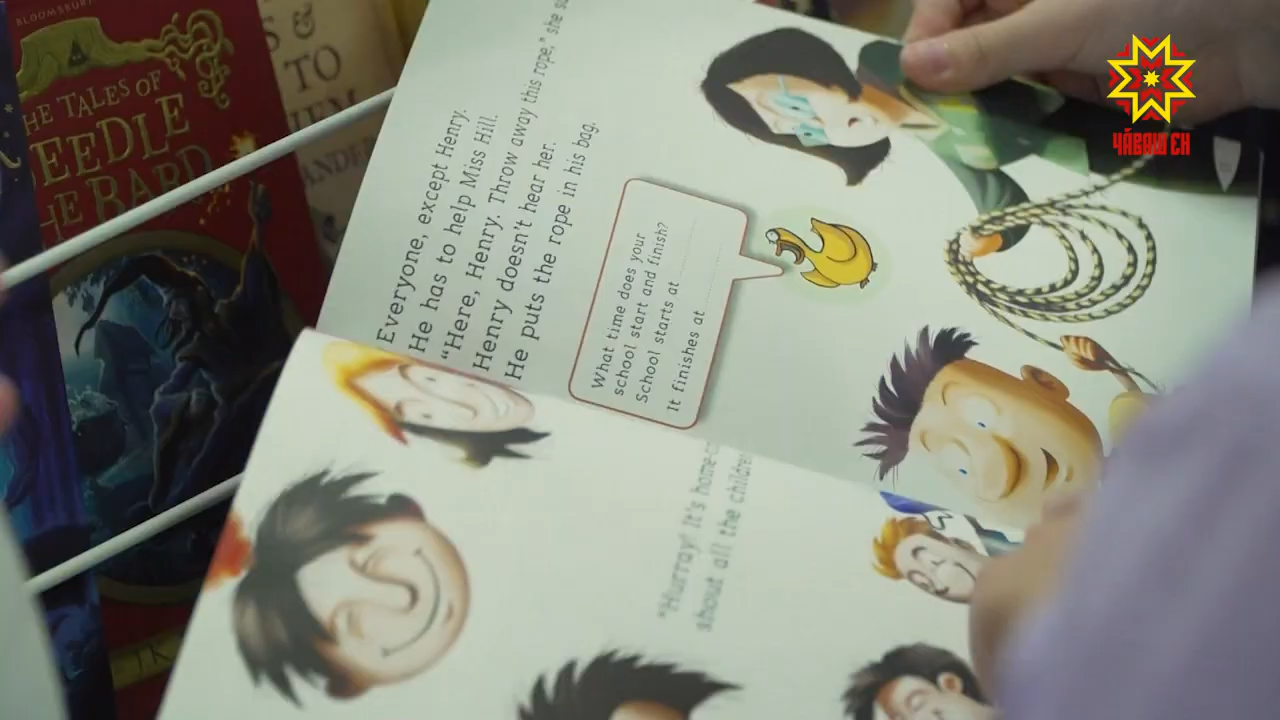 BLOOMSBURY
THE TALES OF
BEEDLE
THE BARD
S &
TO
ЧӐВАШ ЕН
Everyone, except Henry.
He has to help Miss Hill.
"Here, Henry. Throw away this rope," she
Henry doesn't hear her.
He puts the rope in his bag.
What time does your
school start and finish?
School starts at
It finishes at
"Hurray! It's home-
shout all the children